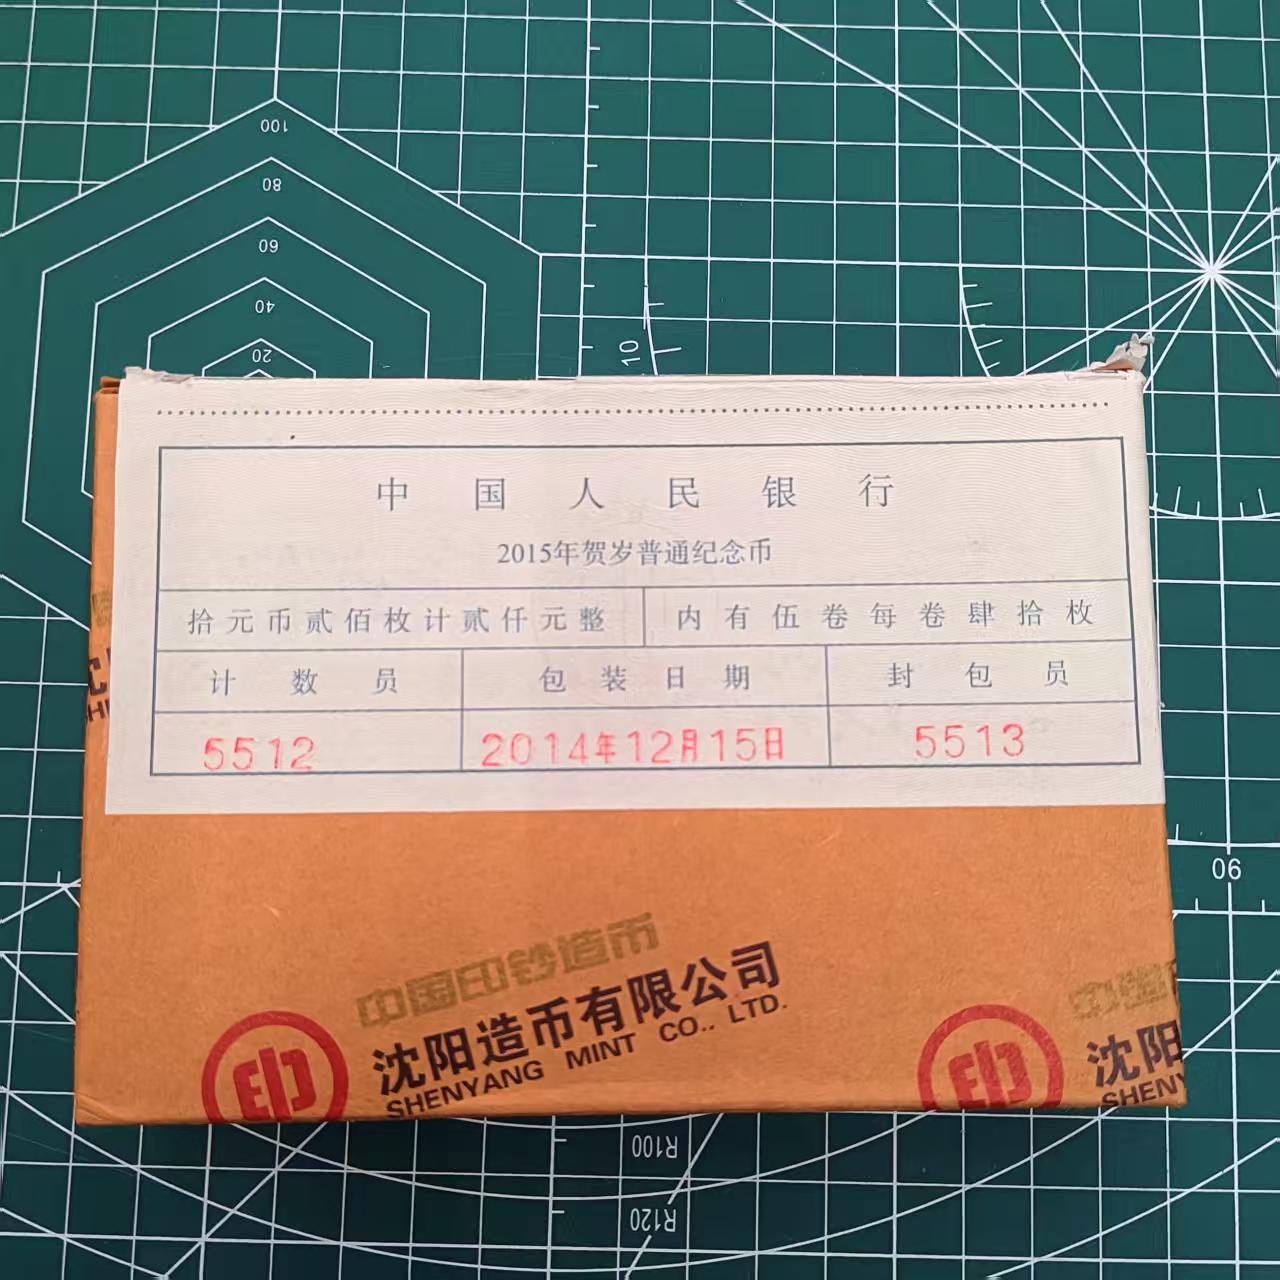 100
80
60
40
20
10
中国人民银行
2015年贺岁普通纪念币
拾元币贰佰枚计贰仟元整 内有伍卷每卷肆拾枚
计数员 包装日期 封包员
5512 2014年12月15日 5513
90
中国印钞造币
沈阳造币有限公司
SHENYANG MINT CO., LTD.
沈阳
SHENY
R100
R120